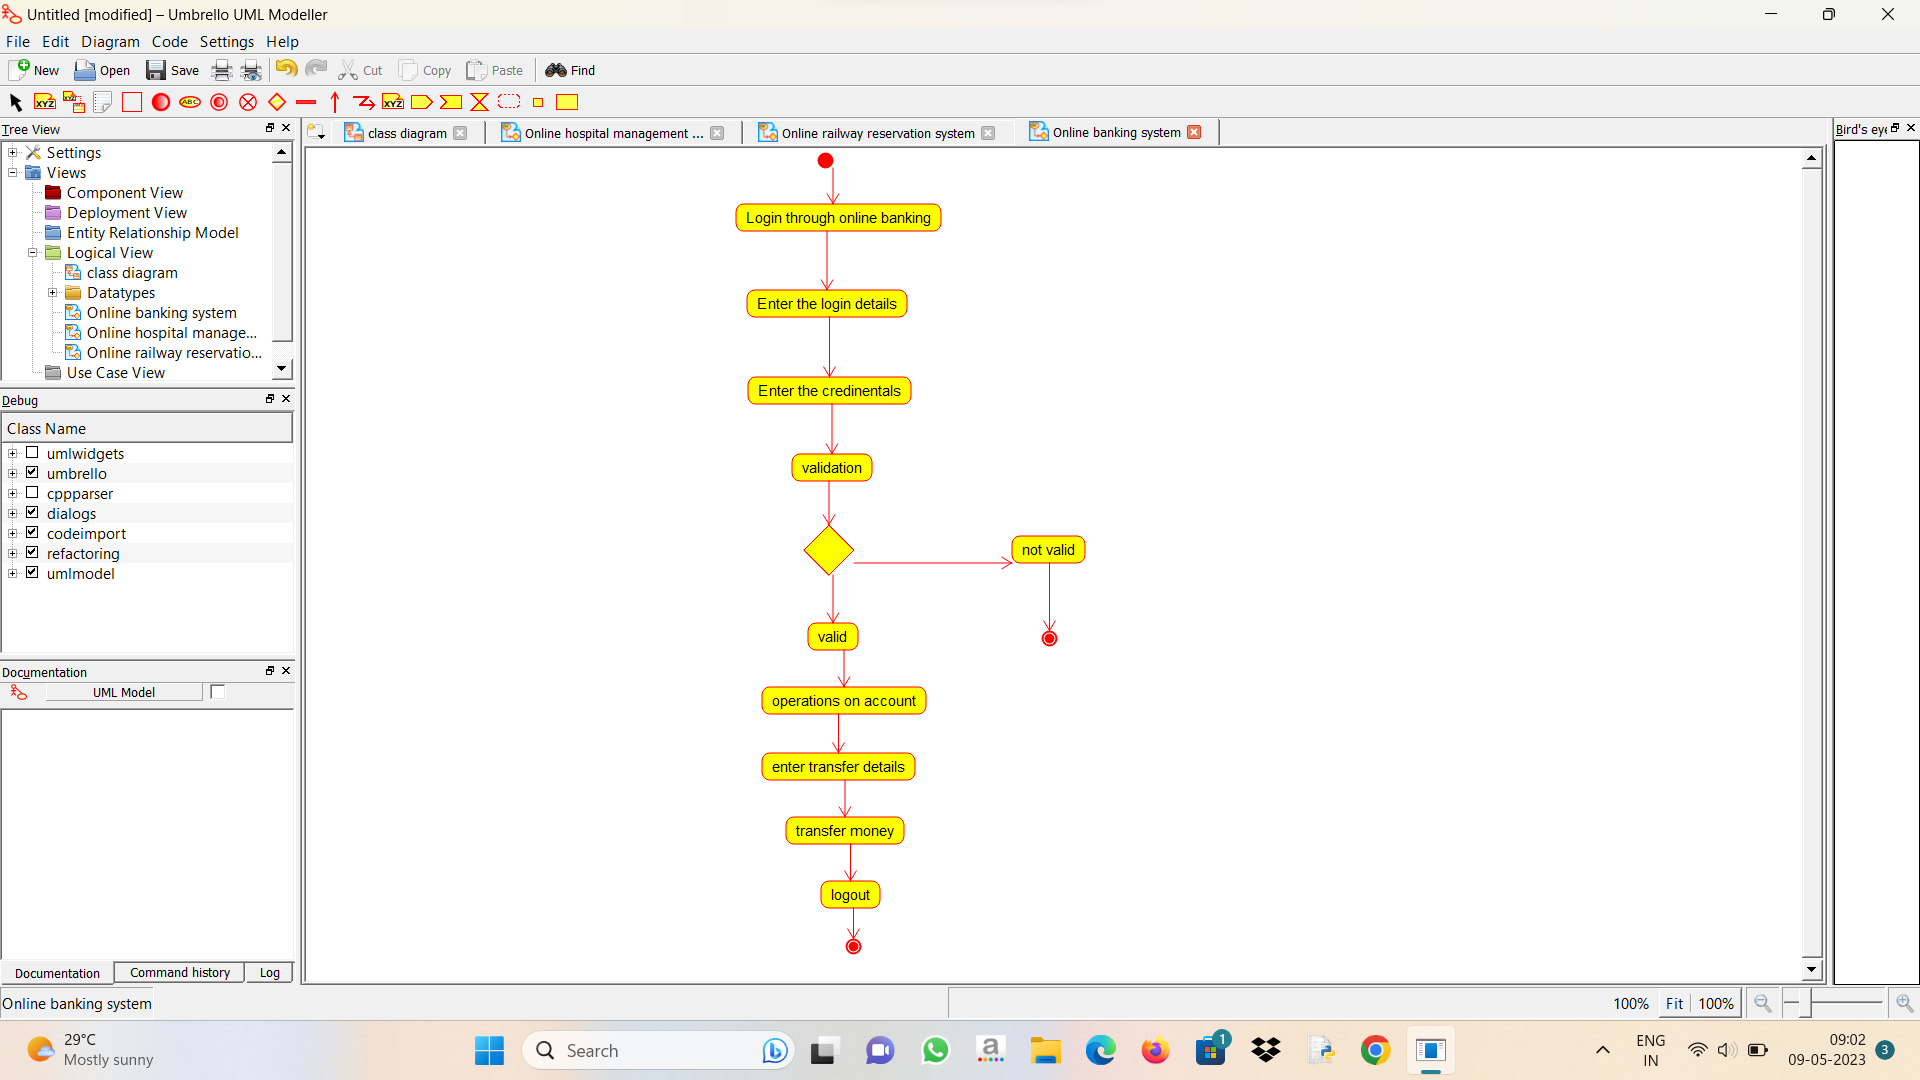 Untitled [modified] – Umbrello UML Modeller
File Edit Diagram Code Settings Help
New Open Save Cut Copy Paste Find
XYZ XYZ ABC XYZ
Tree View
class diagram Online hospital management ... Online railway reservation system Online banking system
Bird's eye
Settings
Views
Component View
Deployment View
Entity Relationship Model
Logical View
class diagram
Datatypes
Online banking system
Online hospital manage...
Online railway reservatio...
Use Case View
Debug
Class Name
umlwidgets
umbrello
cppparser
dialogs
codeimport
refactoring
umlmodel
Documentation
UML Model
Documentation Command history Log
Login through online banking
Enter the login details
Enter the credinentals
validation
not valid
valid
operations on account
enter transfer details
transfer money
logout
Online banking system
100% Fit 100%
29°C
Mostly sunny
Search
1
ENG
IN
09:02
09-05-2023
3